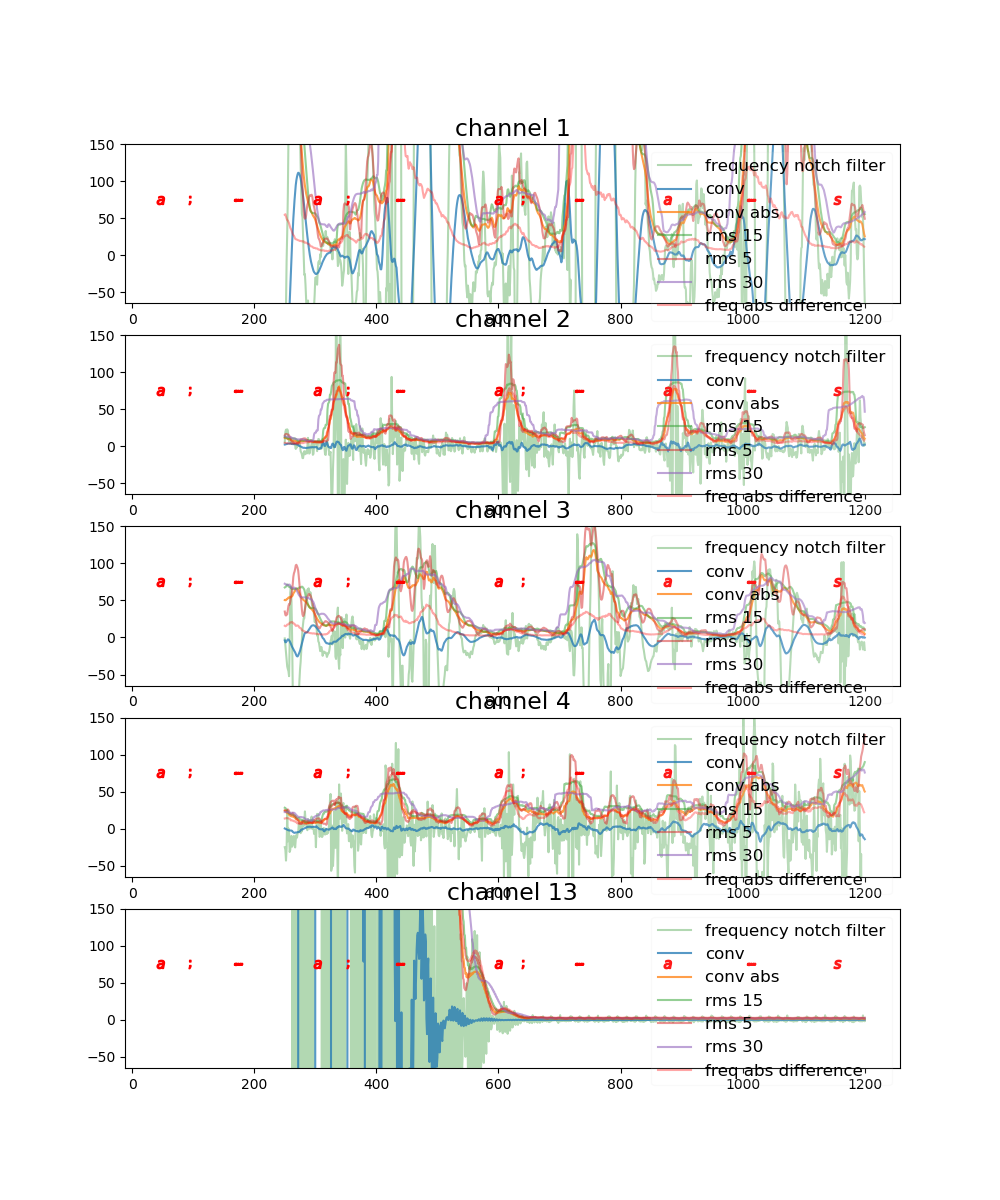 channel 1
150
100
50
0
−50
a ; – a ; – a ; – a – s
frequency notch filter
conv
conv abs
rms 15
rms 5
rms 30
freq abs difference
0 200 400 600 800 1000 1200
channel 2
150
100
50
0
−50
a ; – a ; – a ; – a – s
frequency notch filter
conv
conv abs
rms 15
rms 5
rms 30
freq abs difference
0 200 400 600 800 1000 1200
channel 3
150
100
50
0
−50
a ; – a ; – a ; – a – s
frequency notch filter
conv
conv abs
rms 15
rms 5
rms 30
freq abs difference
0 200 400 600 800 1000 1200
channel 4
150
100
50
0
−50
a ; – a ; – a ; – a – s
frequency notch filter
conv
conv abs
rms 15
rms 5
rms 30
freq abs difference
0 200 400 600 800 1000 1200
channel 13
150
100
50
0
−50
a ; – a ; – a ; – a – s
frequency notch filter
conv
conv abs
rms 15
rms 5
rms 30
freq abs difference
0 200 400 600 800 1000 1200